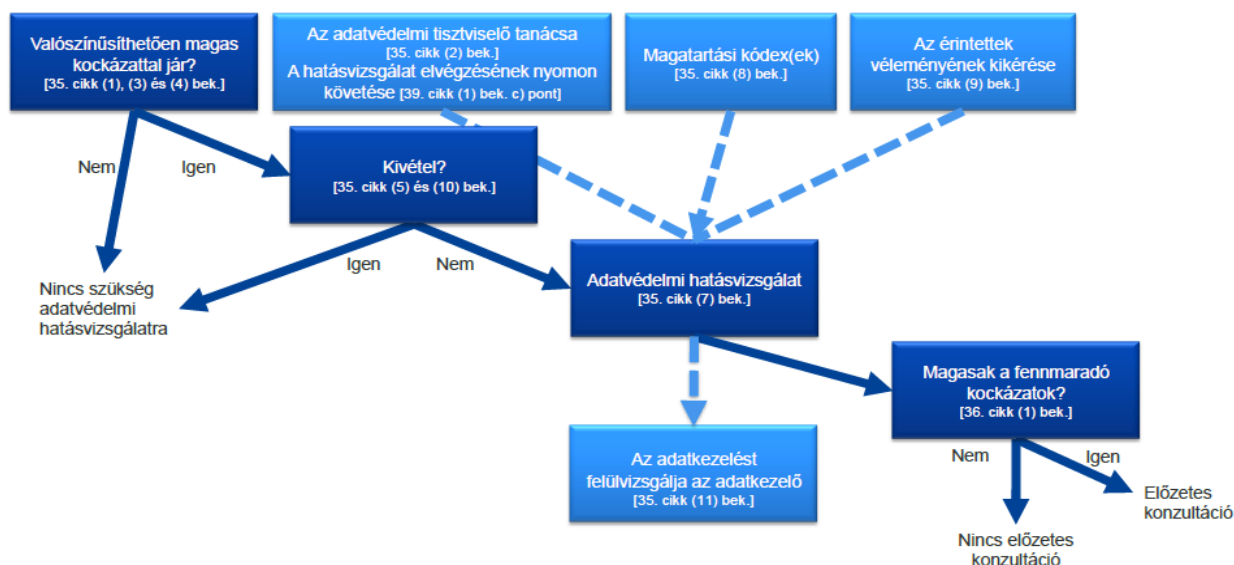 Valószínűsíthetően magas
kockázattal jár?
[35. cikk (1), (3) és (4) bek.]
Az adatvédelmi tisztviselő tanácsa
[35. cikk (2) bek.]
A hatásvizsgálat elvégzésének nyomon
követése [39. cikk (1) bek. c) pont]
Magatartási kódex(ek)
[35. cikk (8) bek.]
Az érintettek
véleményének kikérése
[35. cikk (9) bek.]
Nem
Igen
Kivétel?
[35. cikk (5) és (10) bek.]
Igen
Nem
Nincs szükség
adatvédelmi
hatásvizsgálatra
Adatvédelmi hatásvizsgálat
[35. cikk (7) bek.]
Magasak a fennmaradó
kockázatok?
[36. cikk (1) bek.]
Az adatkezelést
felülvizsgálja az adatkezelő
[35. cikk (11) bek.]
Nem
Igen
Előzetes
konzultáció
Nincs előzetes
konzultáció